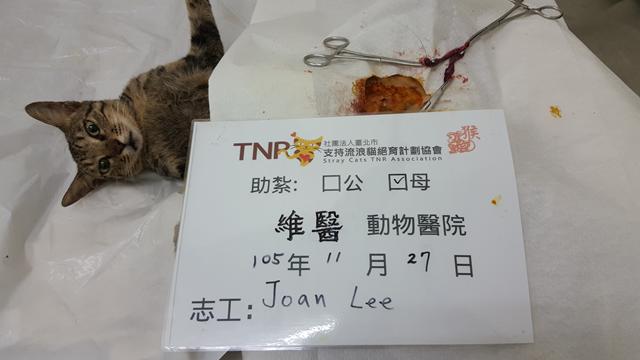 TNR 社團法人臺北市
支持流浪貓絕育計劃協會
Stray Cats TNR Association
助紮: ☐公 ☑母
維醫 動物醫院
105年 11 月 27 日
志工: Joan Lee